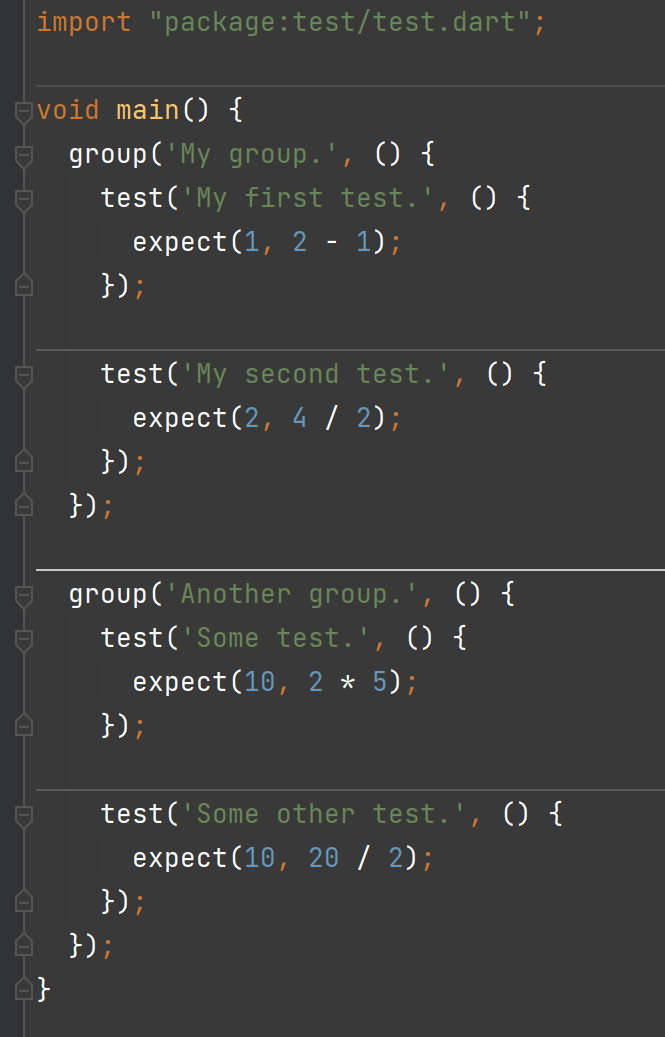 import "package:test/test.dart";
void main() {
  group('My group.', () {
    test('My first test.', () {
      expect(1, 2 - 1);
    });
    test('My second test.', () {
      expect(2, 4 / 2);
    });
  });
  group('Another group.', () {
    test('Some test.', () {
      expect(10, 2 * 5);
    });
    test('Some other test.', () {
      expect(10, 20 / 2);
    });
  });
}